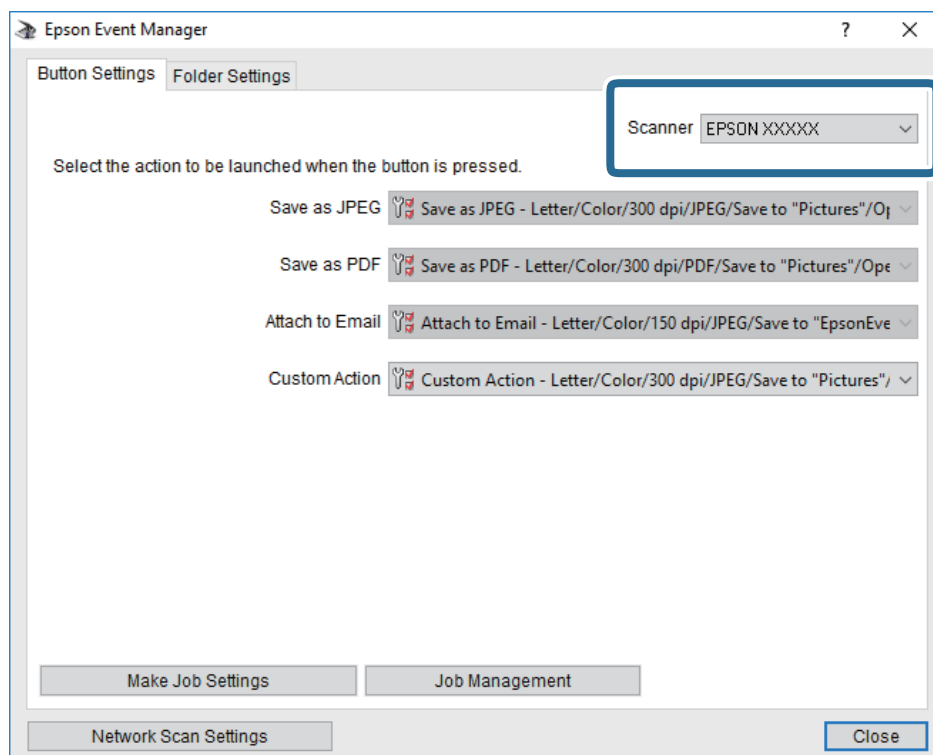 Epson Event Manager
Button Settings Folder Settings
Scanner EPSON XXXXX
Select the action to be launched when the button is pressed.
Save as JPEG Save as JPEG - Letter/Color/300 dpi/JPEG/Save to "Pictures"/Op
Save as PDF Save as PDF - Letter/Color/300 dpi/PDF/Save to "Pictures"/Ope
Attach to Email Attach to Email - Letter/Color/150 dpi/JPEG/Save to "EpsonEve
Custom Action Custom Action - Letter/Color/300 dpi/JPEG/Save to "Pictures"/
Make Job Settings Job Management
Network Scan Settings Close